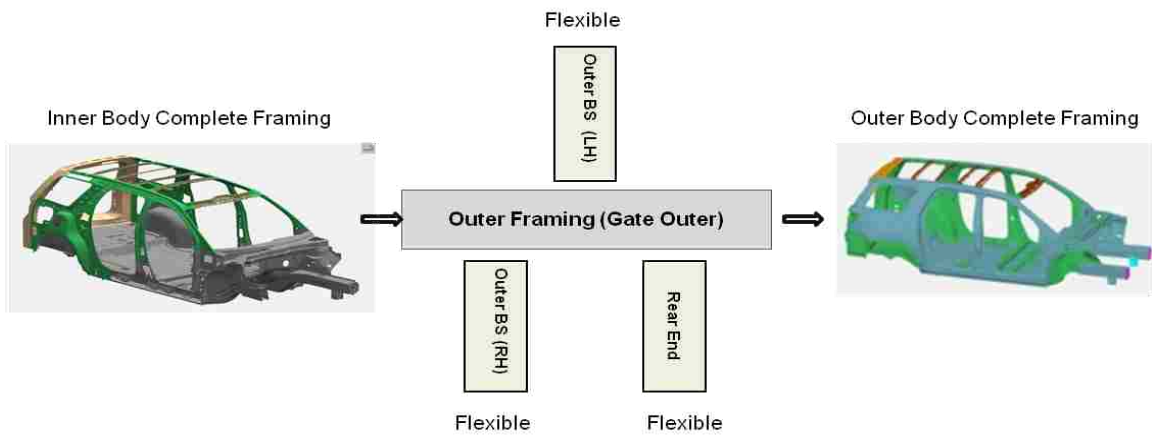 Flexible
Outer BS (LH)
Inner Body Complete Framing
Outer Body Complete Framing
Outer Framing (Gate Outer)
Outer BS (RH)
Rear End
Flexible
Flexible